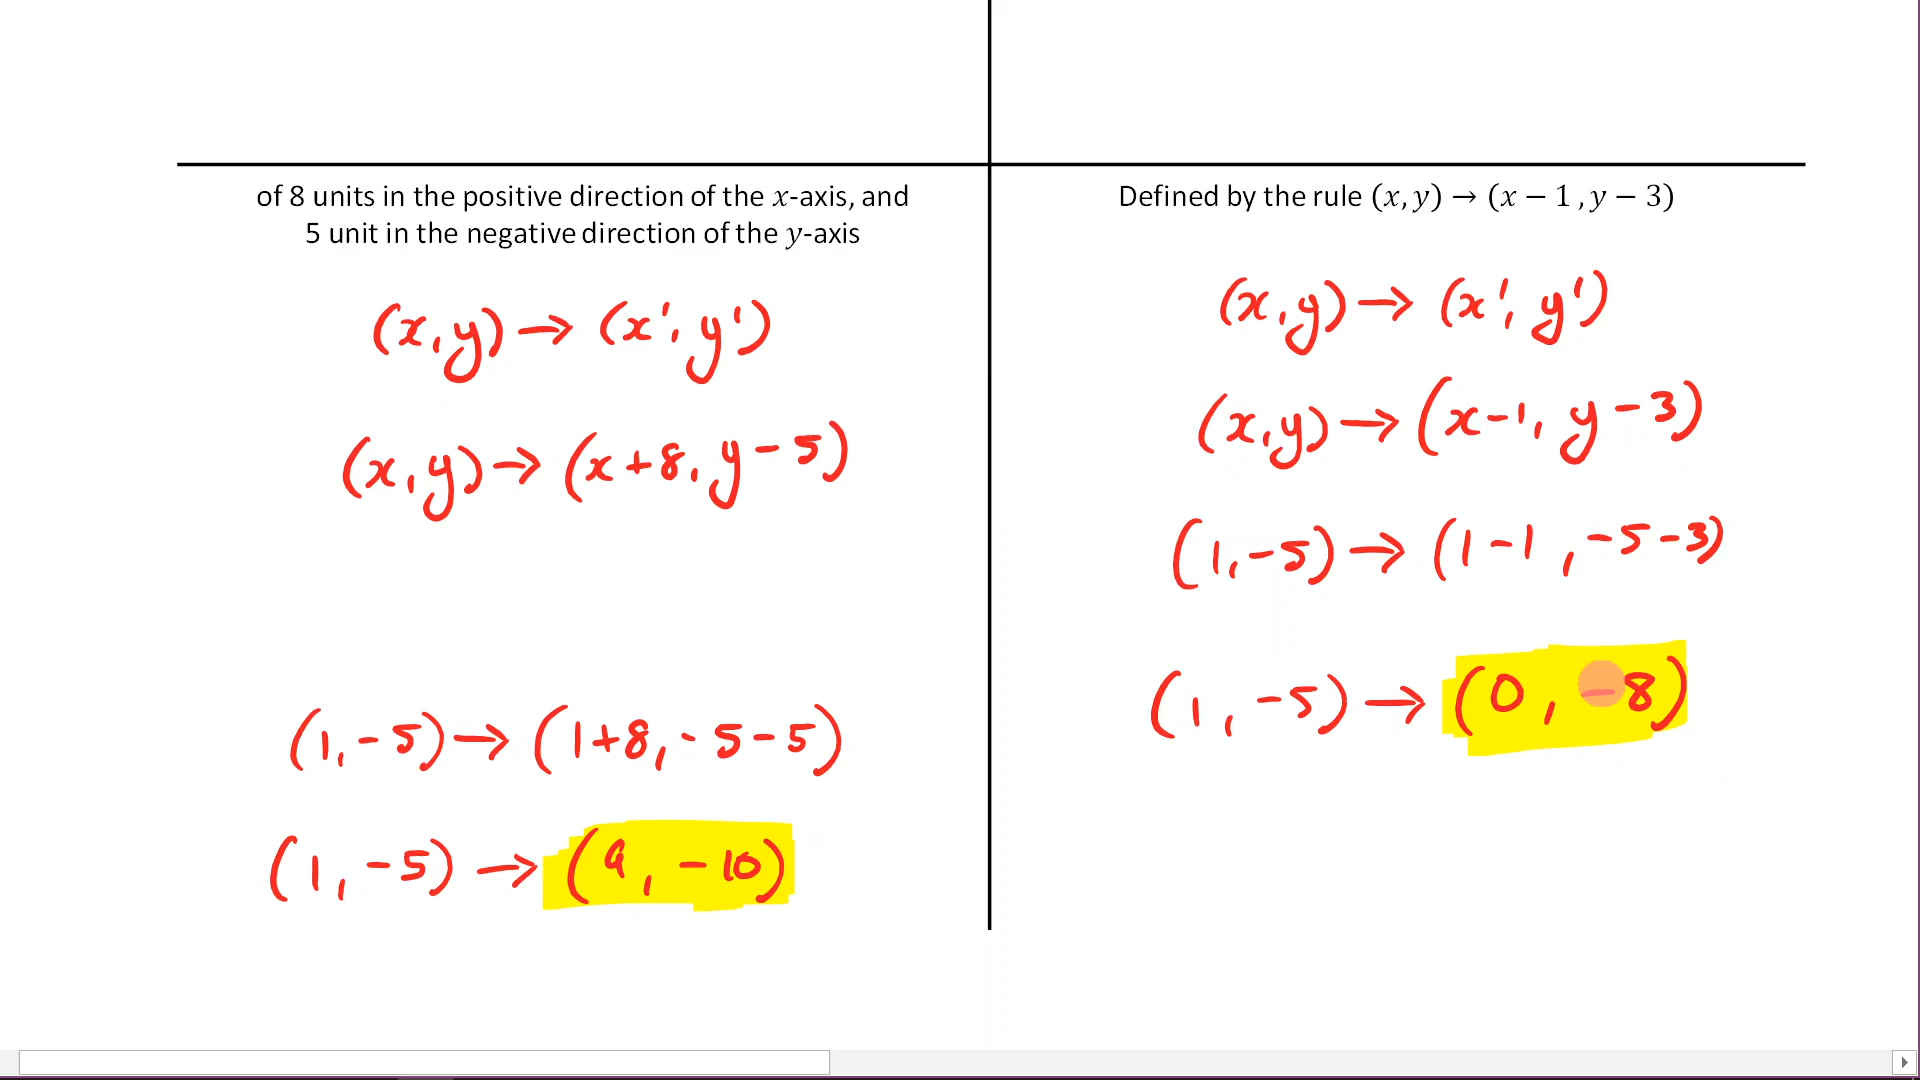 of 8 units in the positive direction of the x-axis, and
5 unit in the negative direction of the y-axis
(x,y) → (x',y')
(x,y) → (x+8, y-5)
(1,-5) → (1+8, -5-5)
(1,-5) → (9, -10)
Defined by the rule (x, y) → (x − 1 , y − 3)
(x,y) → (x', y')
(x,y) → (x-1, y-3)
(1,-5) → (1-1, -5-3)
(1,-5) → (0, -8)